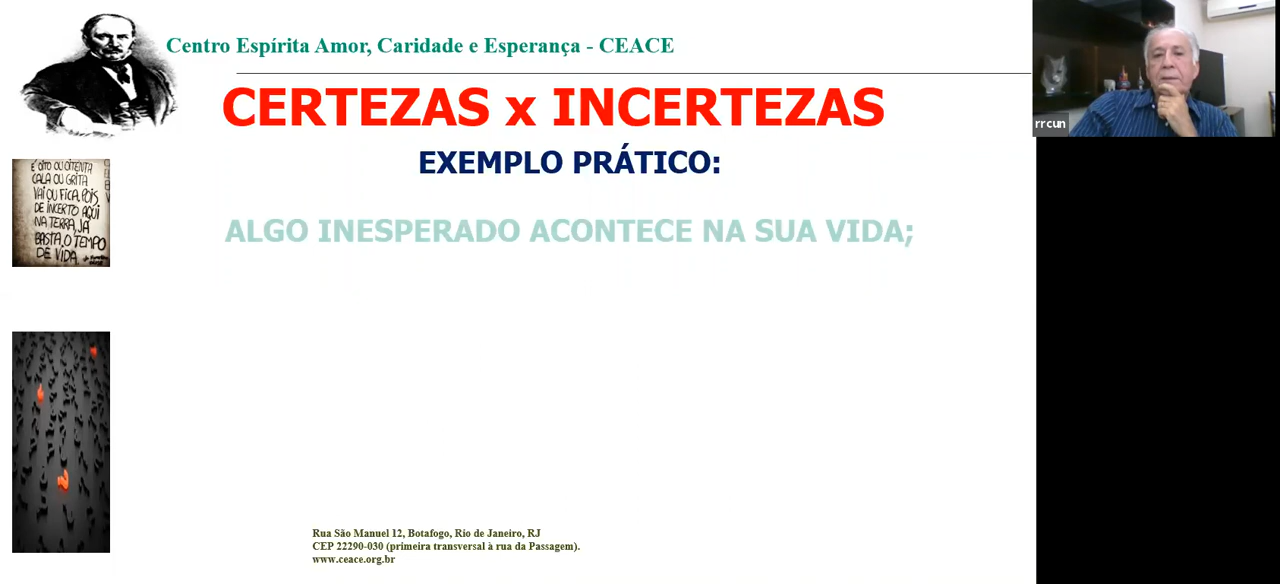 Centro Espírita Amor, Caridade e Esperança - CEACE
CERTEZAS x INCERTEZAS
EXEMPLO PRÁTICO:
ALGO INESPERADO ACONTECE NA SUA VIDA;
rrcun
É OITO OU OITENTA
CALA OU GRITA
VAI OU FICA. POIS
DE INCERTO AQUI
NA TERRA, JÁ
BASTA, O TEMPO
DE VIDA.
Rua São Manuel 12, Botafogo, Rio de Janeiro, RJ
CEP 22290-030 (primeira transversal à rua da Passagem).
www.ceace.org.br